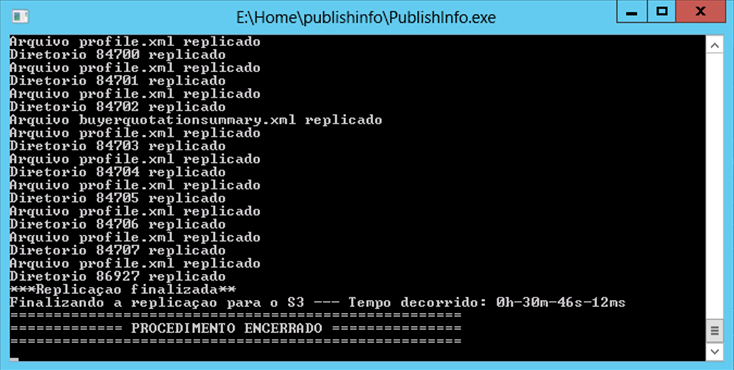 E:\Home\publishinfo\PublishInfo.exe
Arquivo profile.xml replicado
Diretorio 84700 replicado
Arquivo profile.xml replicado
Diretorio 84701 replicado
Arquivo profile.xml replicado
Diretorio 84702 replicado
Arquivo buyerquotationsummary.xml replicado
Arquivo profile.xml replicado
Diretorio 84703 replicado
Arquivo profile.xml replicado
Diretorio 84704 replicado
Arquivo profile.xml replicado
Diretorio 84705 replicado
Arquivo profile.xml replicado
Diretorio 84706 replicado
Arquivo profile.xml replicado
Diretorio 84707 replicado
Arquivo profile.xml replicado
Diretorio 86927 replicado
***Replicaçao finalizada**
Finalizando a replicaçao para o S3 --- Tempo decorrido: 0h-30m-46s-12ms
====================================================
============= PROCEDIMENTO ENCERRADO ===============
====================================================